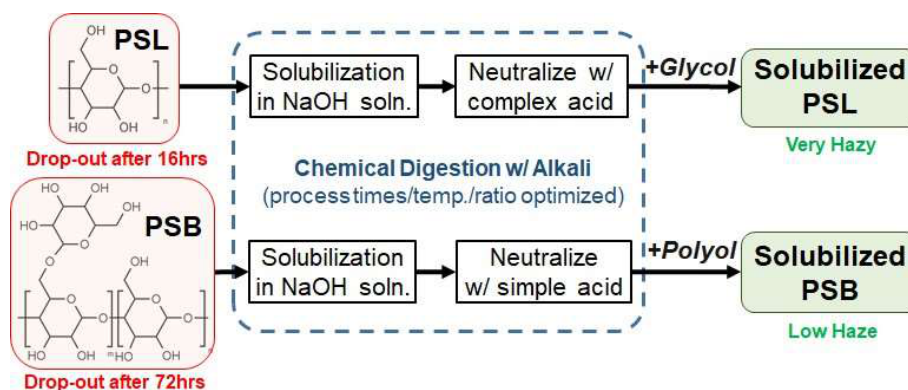 PSL
OH
HO
O
O
HO
OH
n
Drop-out after 16hrs
Solubilization
in NaOH soln.
Neutralize w/
complex acid
+Glycol
Solubilized
PSL
Very Hazy
Chemical Digestion w/ Alkali
(process times/temp./ratio optimized)
PSB
HO
OH
HO
OH
O
O
O
OH
O
O
O
O
HO
OH
HO
OH
m
n
Drop-out after 72hrs
Solubilization
in NaOH soln.
Neutralize
w/ simple acid
+Polyol
Solubilized
PSB
Low Haze